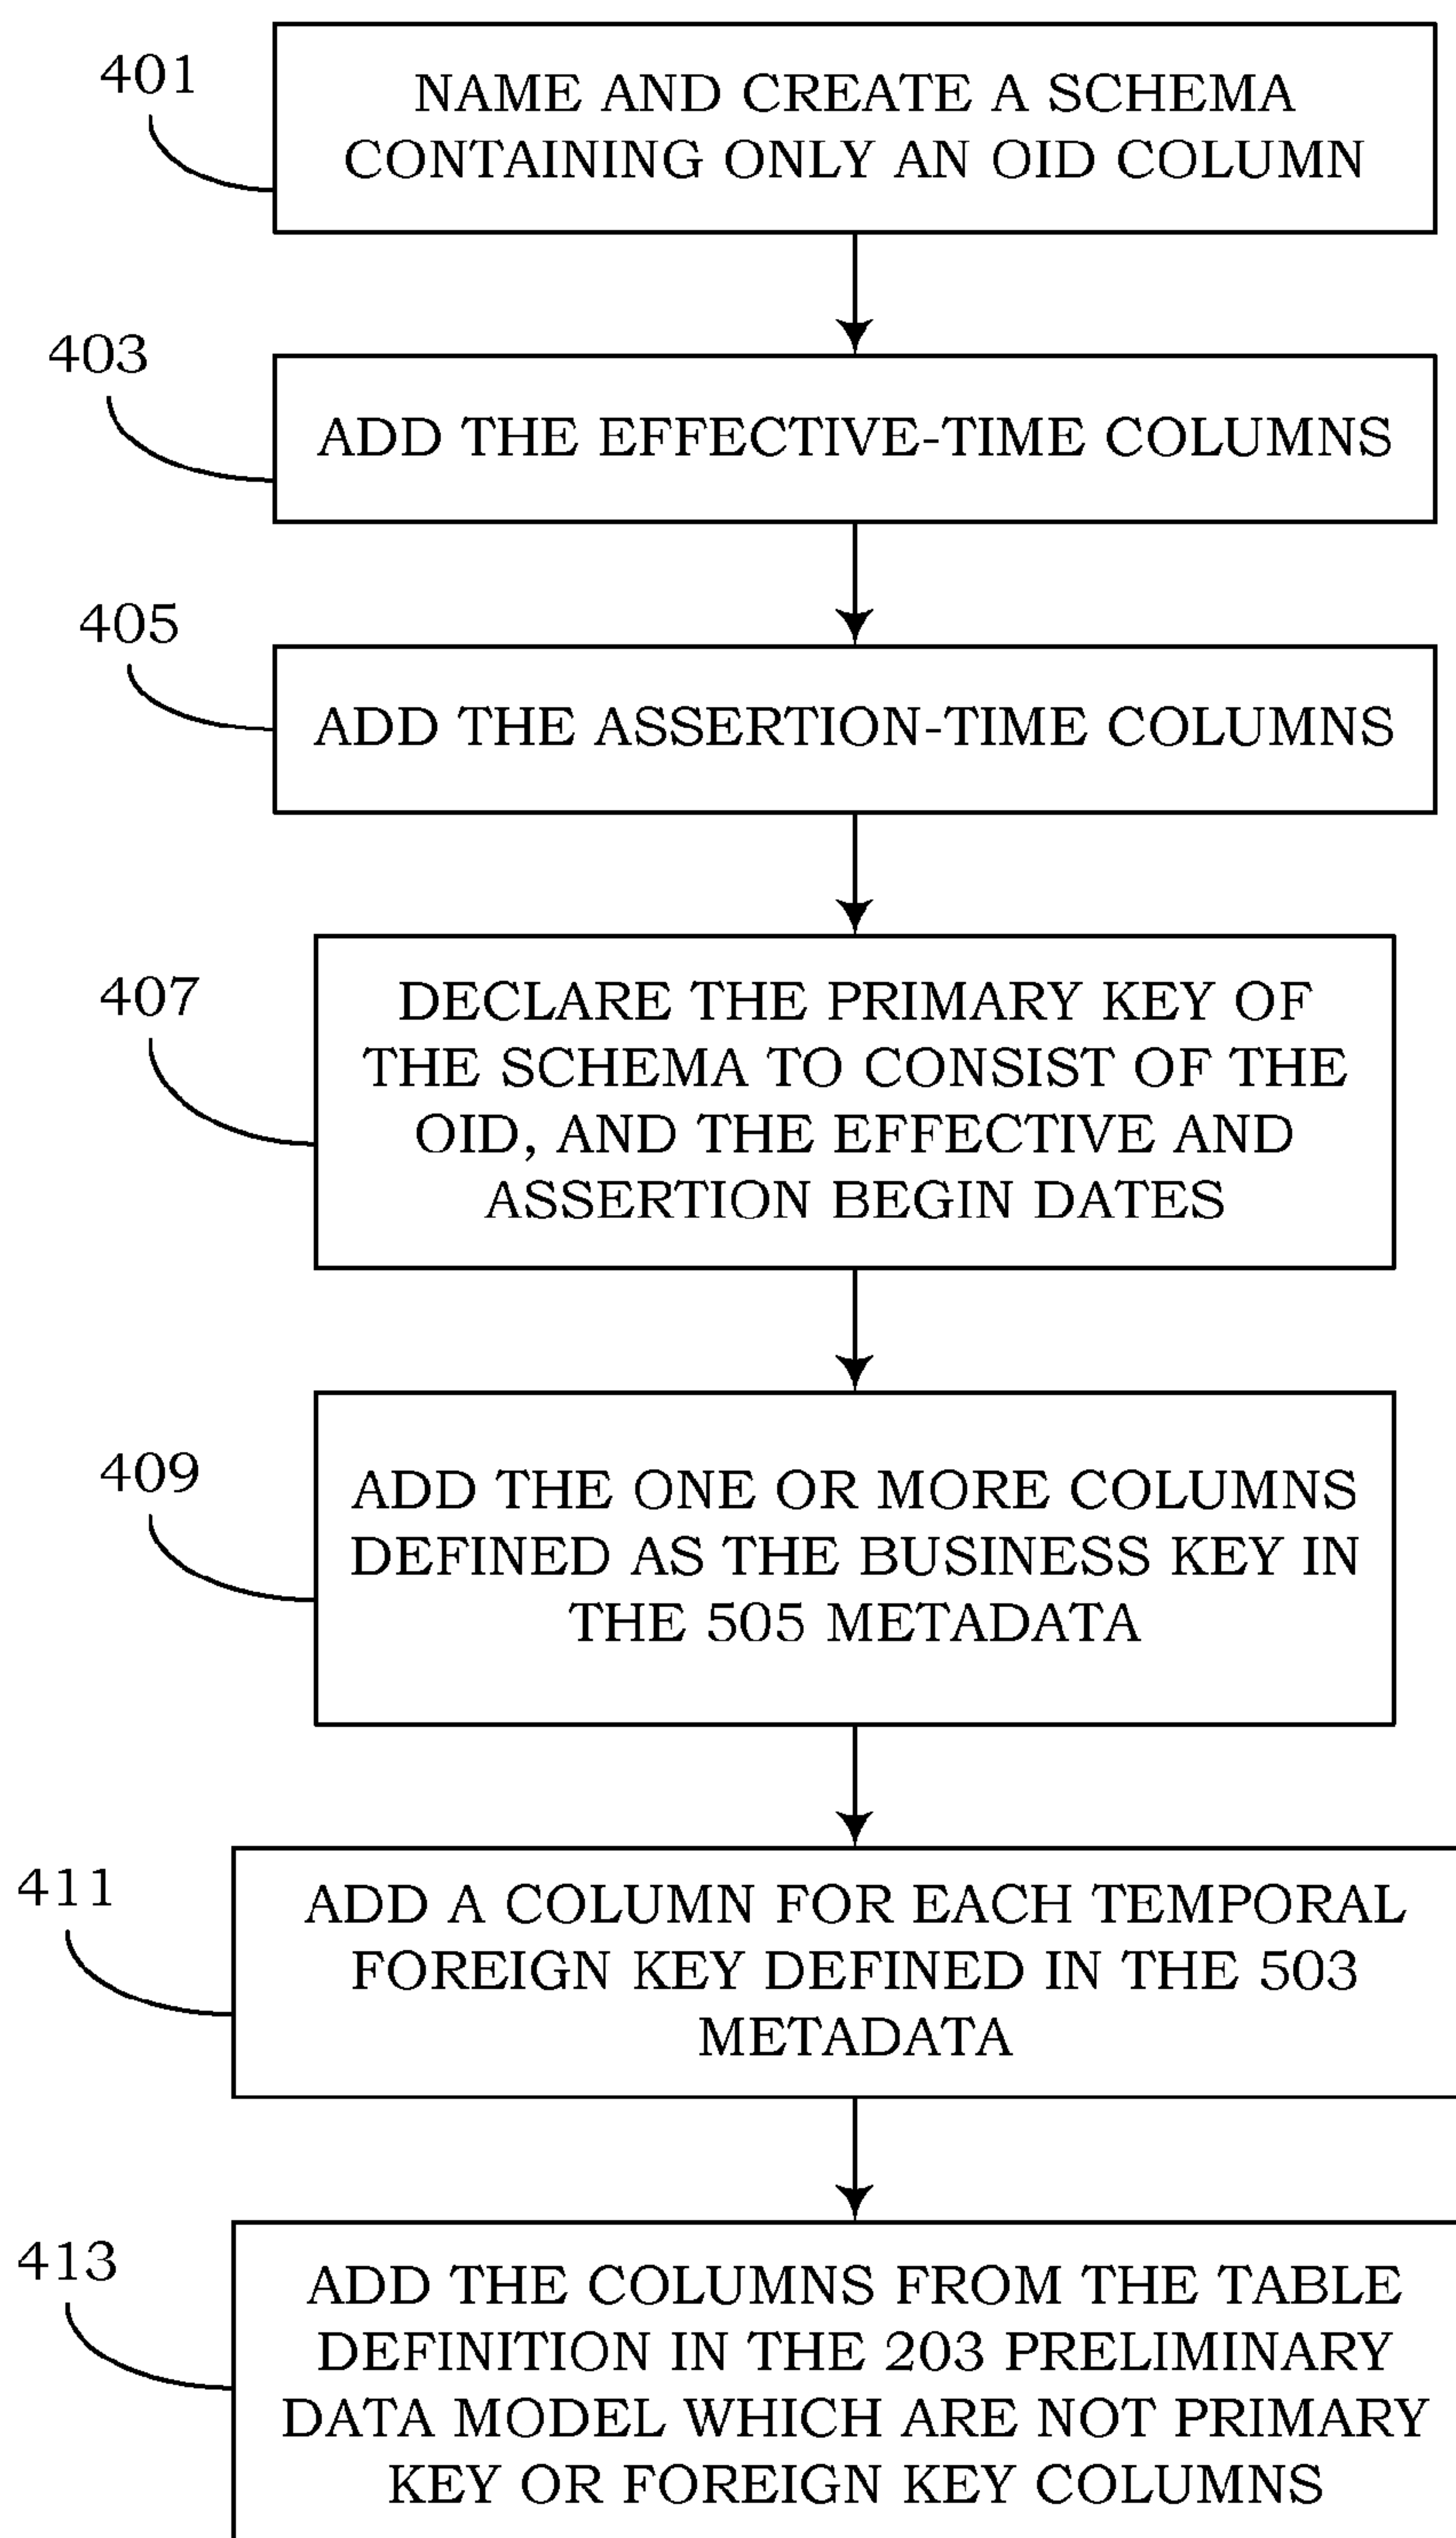 401
NAME AND CREATE A SCHEMA
CONTAINING ONLY AN OID COLUMN
403
ADD THE EFFECTIVE-TIME COLUMNS
405
ADD THE ASSERTION-TIME COLUMNS
407
DECLARE THE PRIMARY KEY OF
THE SCHEMA TO CONSIST OF THE
OID, AND THE EFFECTIVE AND
ASSERTION BEGIN DATES
409
ADD THE ONE OR MORE COLUMNS
DEFINED AS THE BUSINESS KEY IN
THE 505 METADATA
411
ADD A COLUMN FOR EACH TEMPORAL
FOREIGN KEY DEFINED IN THE 503
METADATA
413
ADD THE COLUMNS FROM THE TABLE
DEFINITION IN THE 203 PRELIMINARY
DATA MODEL WHICH ARE NOT PRIMARY
KEY OR FOREIGN KEY COLUMNS